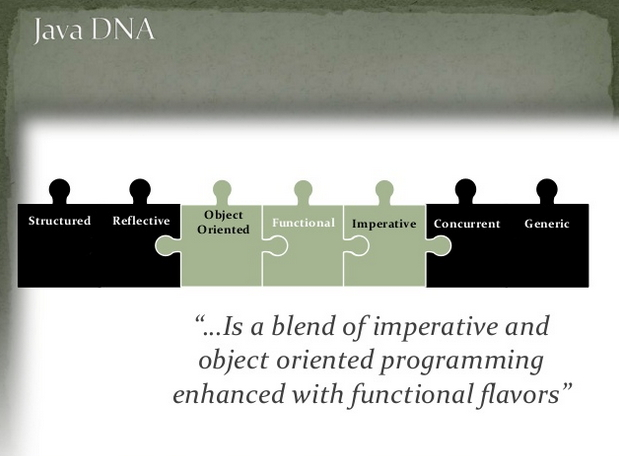 Java DNA
Structured
Reflective
Object
Oriented
Functional
Imperative
Concurrent
Generic
“...Is a blend of imperative and
object oriented programming
enhanced with functional flavors”